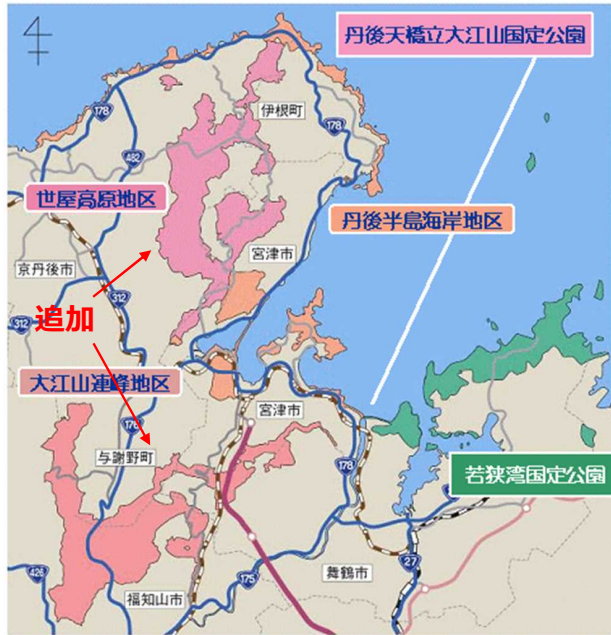 丹後天橋立大江山国定公園
178
伊根町
178
482
世屋高原地区
丹後半島海岸地区
宮津市
京丹後市
312
追加
312
大江山連峰地区
宮津市
176
与謝野町
178
若狭湾国定公園
27
426
175
舞鶴市
福知山市